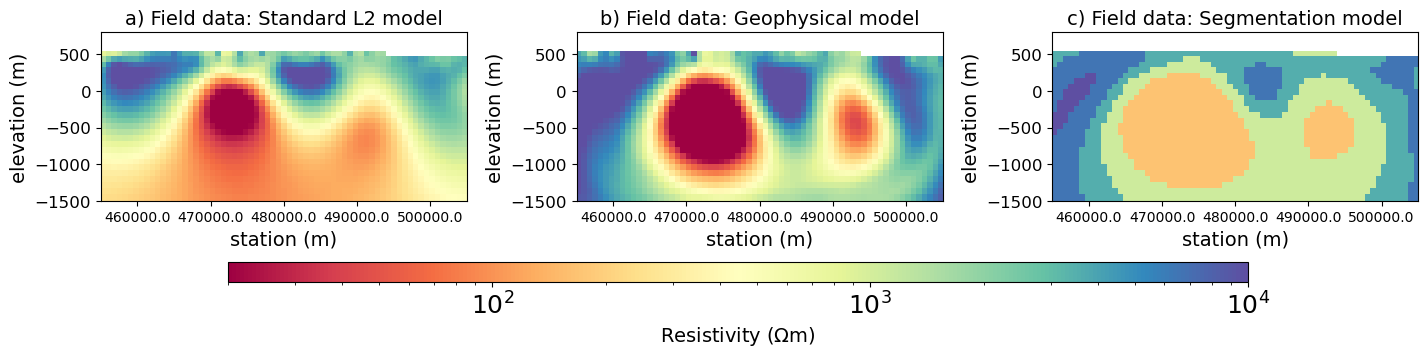 a) Field data: Standard L2 model
b) Field data: Geophysical model
c) Field data: Segmentation model
elevation (m)
500
0
−500
−1000
−1500
460000.0 470000.0 480000.0 490000.0 500000.0
station (m)
elevation (m)
500
0
−500
−1000
−1500
460000.0 470000.0 480000.0 490000.0 500000.0
station (m)
elevation (m)
500
0
−500
−1000
−1500
460000.0 470000.0 480000.0 490000.0 500000.0
station (m)
10² 10³ 10⁴
Resistivity (Ωm)